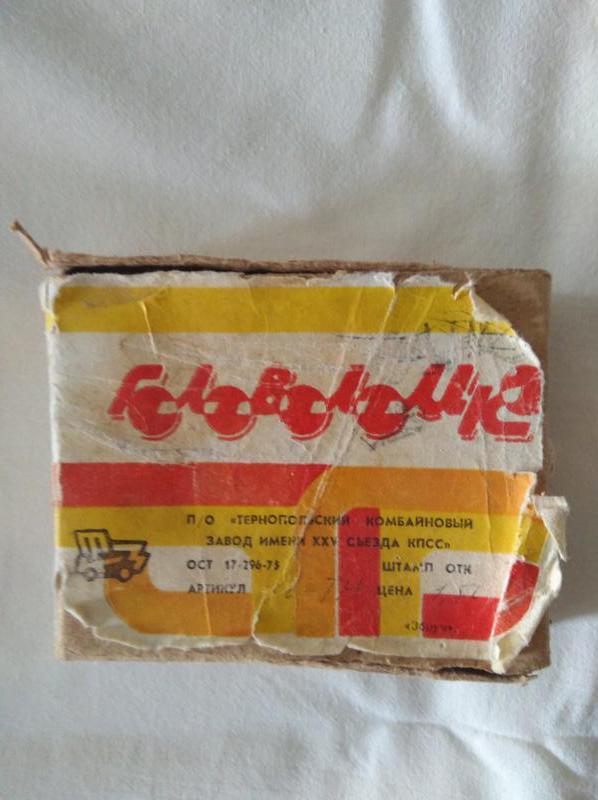 Головоломка
П/О «ТЕРНОПОЛЬСКИЙ КОМБАЙНОВЫЙ
ЗАВОД ИМЕНИ XXV СЪЕЗДА КПСС»
ОСТ 17-296-75 ШТАМП ОТК
АРТИКУЛ ЦЕНА